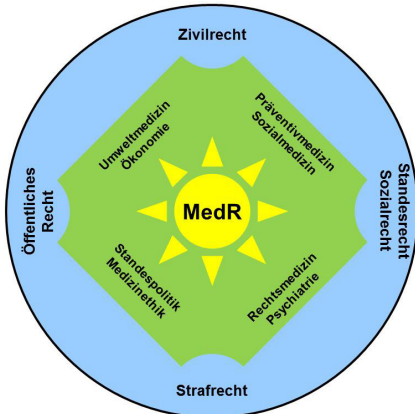 Zivilrecht
Umweltmedizin
Ökonomie
Präventivmedizin
Sozialmedizin
Öffentliches
Recht
MedR
Standesrecht
Sozialrecht
Standespolitik
Medizinethik
Rechtsmedizin
Psychiatrie
Strafrecht